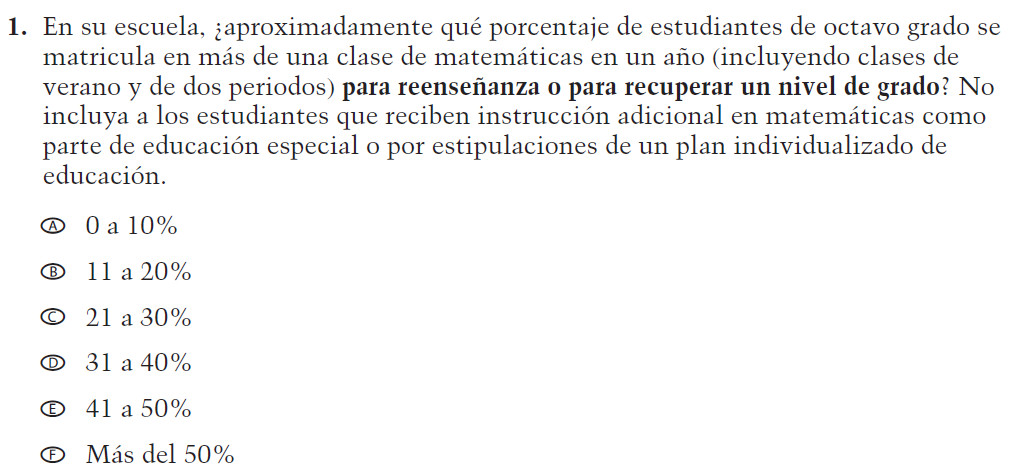 1. En su escuela, ¿aproximadamente qué porcentaje de estudiantes de octavo grado se
matricula en más de una clase de matemáticas en un año (incluyendo clases de
verano y de dos periodos) para reenseñanza o para recuperar un nivel de grado? No
incluya a los estudiantes que reciben instrucción adicional en matemáticas como
parte de educación especial o por estipulaciones de un plan individualizado de
educación.
A 0 a 10%
B 11 a 20%
C 21 a 30%
D 31 a 40%
E 41 a 50%
F Más del 50%